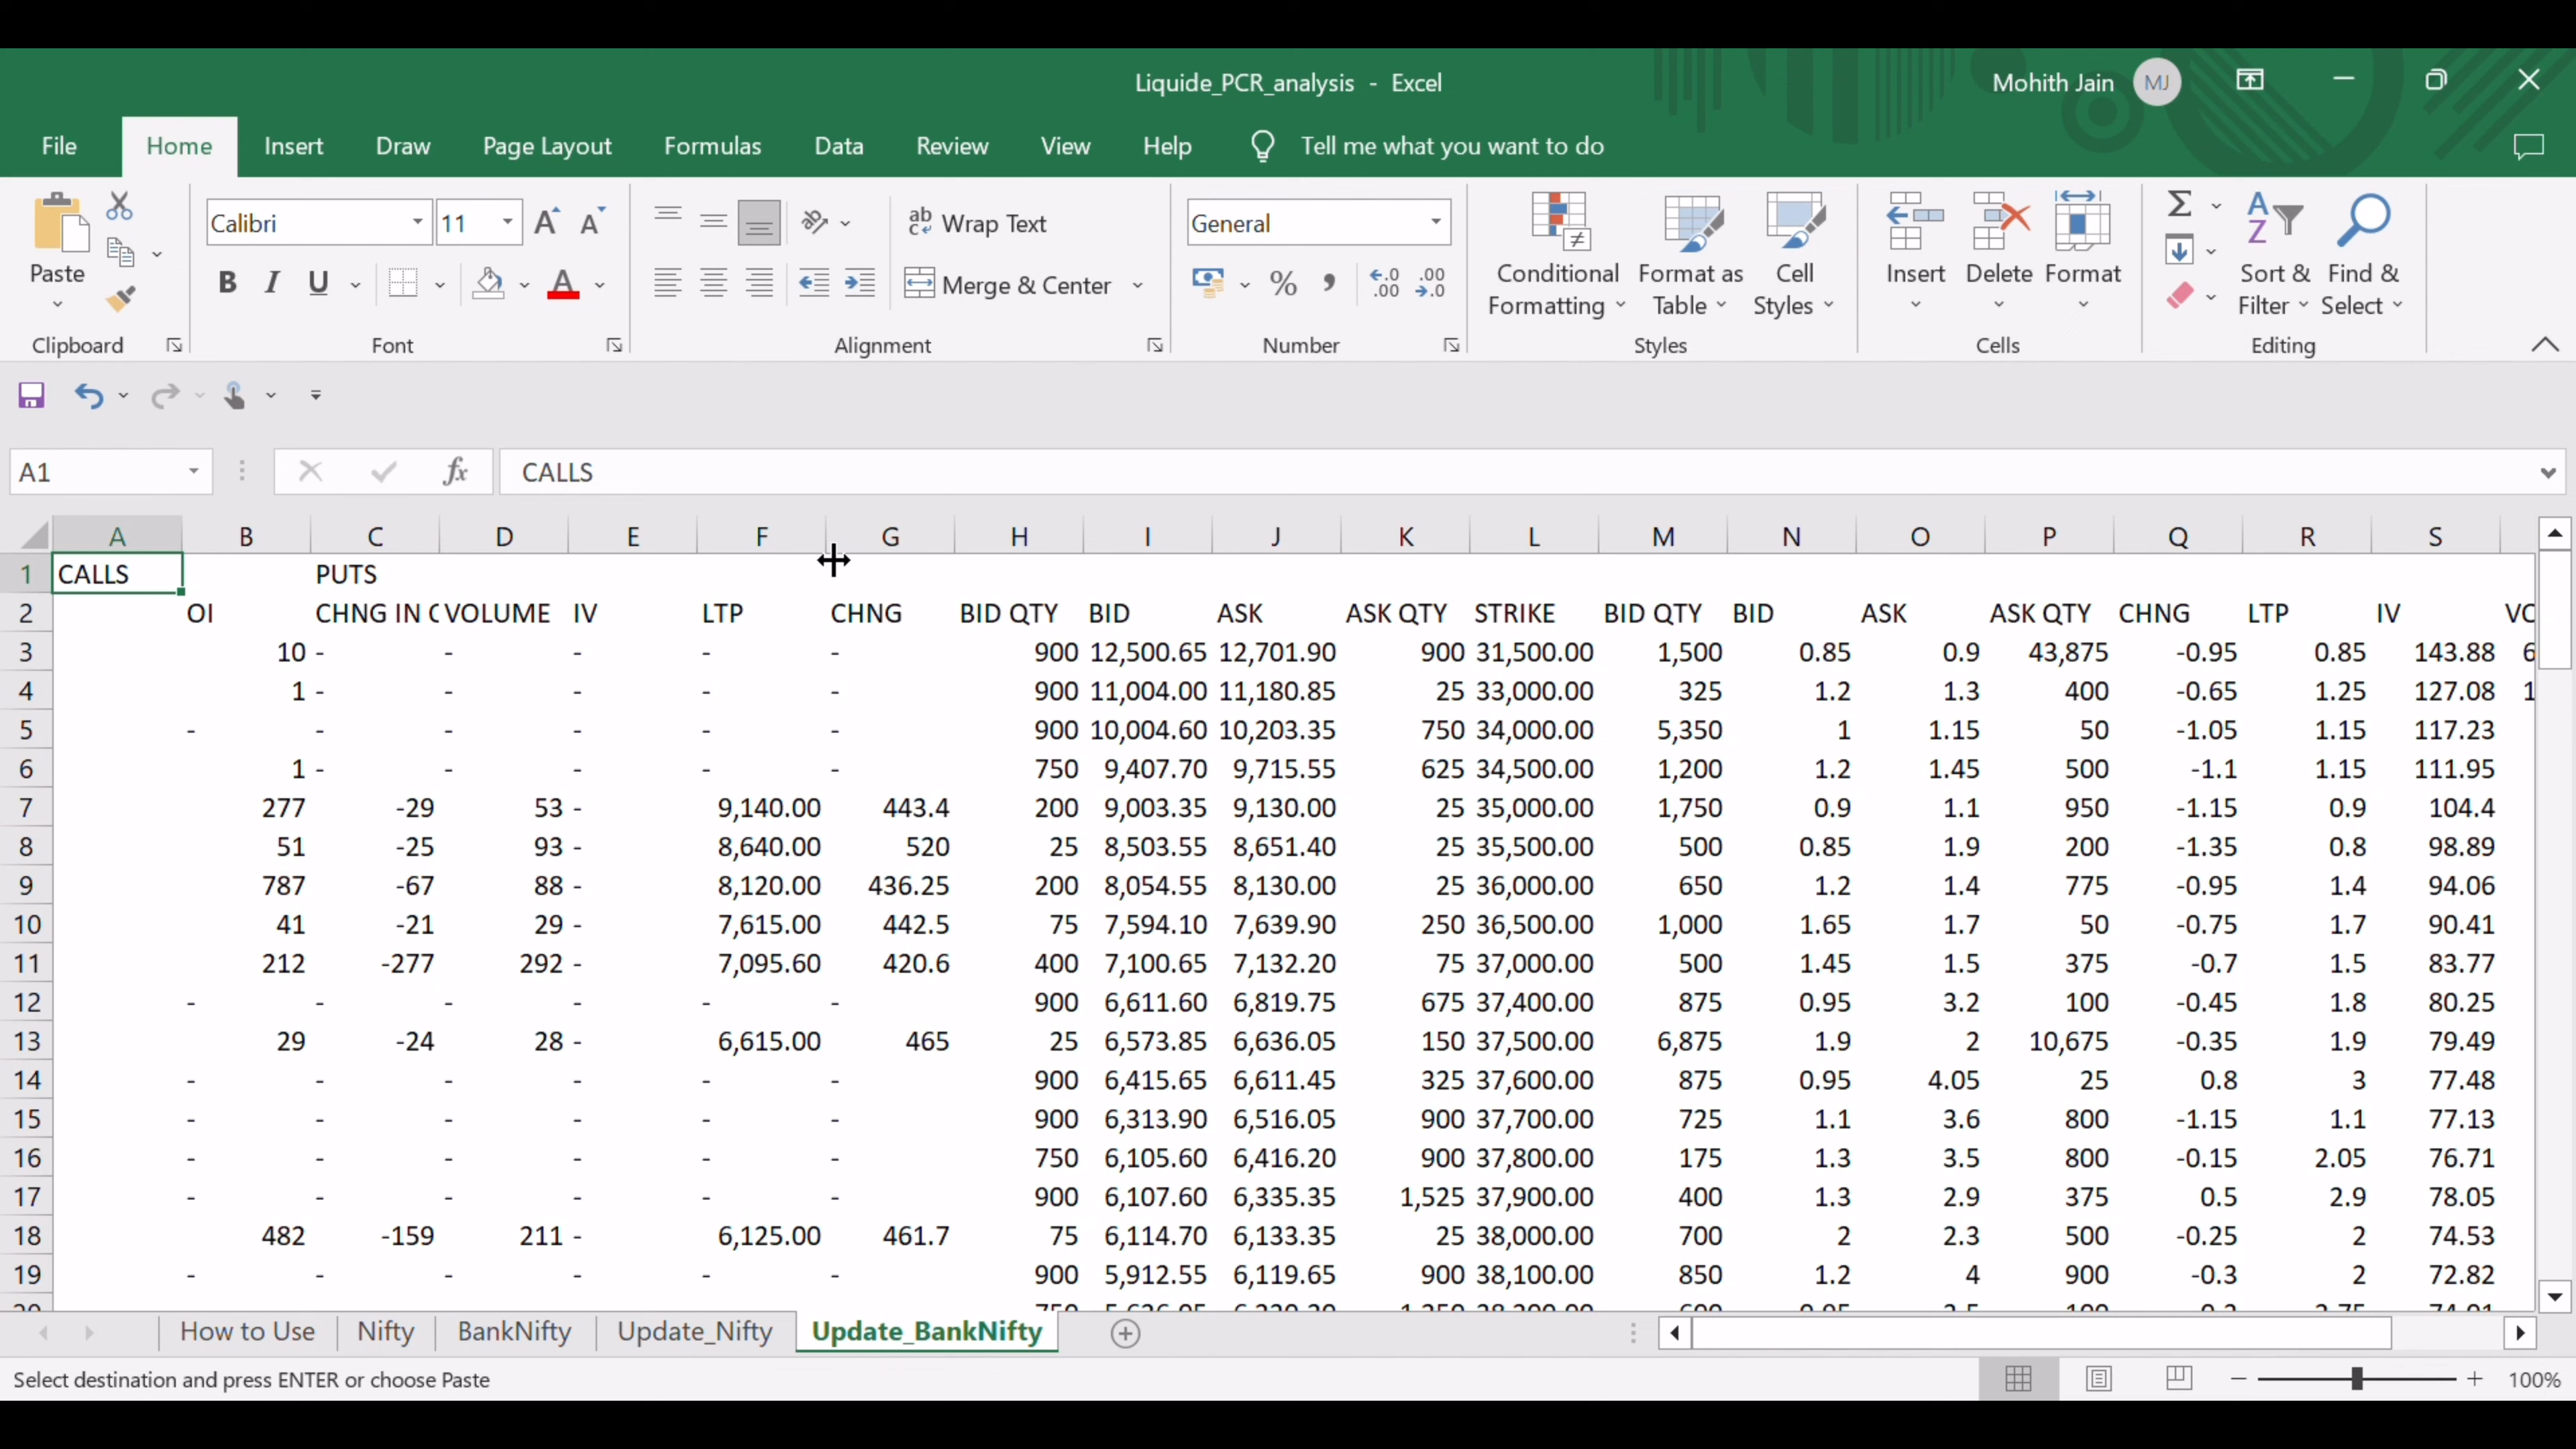 Liquide_PCR_analysis - Excel
Mohith Jain MJ
File Home Insert Draw Page Layout Formulas Data Review View Help Tell me what you want to do
Paste
Calibri 11
B I U A
Wrap Text
Merge & Center
General
Conditional Formatting
Format as Table
Cell Styles
Insert Delete Format
Sort & Filter
Find & Select
Clipboard Font Alignment Number Styles Cells Editing
A1 fx CALLS
A B C D E F G H I J K L M N O P Q R S
1 CALLS PUTS
2 OI CHNG IN VOLUME IV LTP CHNG BID QTY BID ASK ASK QTY STRIKE BID QTY BID ASK ASK QTY CHNG LTP IV
3 10 - - - - - 900 12,500.65 12,701.90 900 31,500.00 1,500 0.85 0.9 43,875 -0.95 0.85 143.88
4 1 - - - - - 900 11,004.00 11,180.85 25 33,000.00 325 1.2 1.3 400 -0.65 1.25 127.08
5 - - - - - - 900 10,004.60 10,203.35 750 34,000.00 5,350 1 1.15 50 -1.05 1.15 117.23
6 1 - - - - - 750 9,407.70 9,715.55 625 34,500.00 1,200 1.2 1.45 500 -1.1 1.15 111.95
7 277 -29 53 - 9,140.00 443.4 200 9,003.35 9,130.00 25 35,000.00 1,750 0.9 1.1 950 -1.15 0.9 104.4
8 51 -25 93 - 8,640.00 520 25 8,503.55 8,651.40 25 35,500.00 500 0.85 1.9 200 -1.35 0.8 98.89
9 787 -67 88 - 8,120.00 436.25 200 8,054.55 8,130.00 25 36,000.00 650 1.2 1.4 775 -0.95 1.4 94.06
10 41 -21 29 - 7,615.00 442.5 75 7,594.10 7,639.90 250 36,500.00 1,000 1.65 1.7 50 -0.75 1.7 90.41
11 212 -277 292 - 7,095.60 420.6 400 7,100.65 7,132.20 75 37,000.00 500 1.45 1.5 375 -0.7 1.5 83.77
12 - - - - - - 900 6,611.60 6,819.75 675 37,400.00 875 0.95 3.2 100 -0.45 1.8 80.25
13 29 -24 28 - 6,615.00 465 25 6,573.85 6,636.05 150 37,500.00 6,875 1.9 2 10,675 -0.35 1.9 79.49
14 - - - - - - 900 6,415.65 6,611.45 325 37,600.00 875 0.95 4.05 25 0.8 3 77.48
15 - - - - - - 900 6,313.90 6,516.05 900 37,700.00 725 1.1 3.6 800 -1.15 1.1 77.13
16 - - - - - - 750 6,105.60 6,416.20 900 37,800.00 175 1.3 3.5 800 -0.15 2.05 76.71
17 - - - - - - 900 6,107.60 6,335.35 1,525 37,900.00 400 1.3 2.9 375 0.5 2.9 78.05
18 482 -159 211 - 6,125.00 461.7 75 6,114.70 6,133.35 25 38,000.00 700 2 2.3 500 -0.25 2 74.53
19 - - - - - - 900 5,912.55 6,119.65 900 38,100.00 850 1.2 4 900 -0.3 2 72.82
How to Use Nifty BankNifty Update_Nifty Update_BankNifty
Select destination and press ENTER or choose Paste 100%